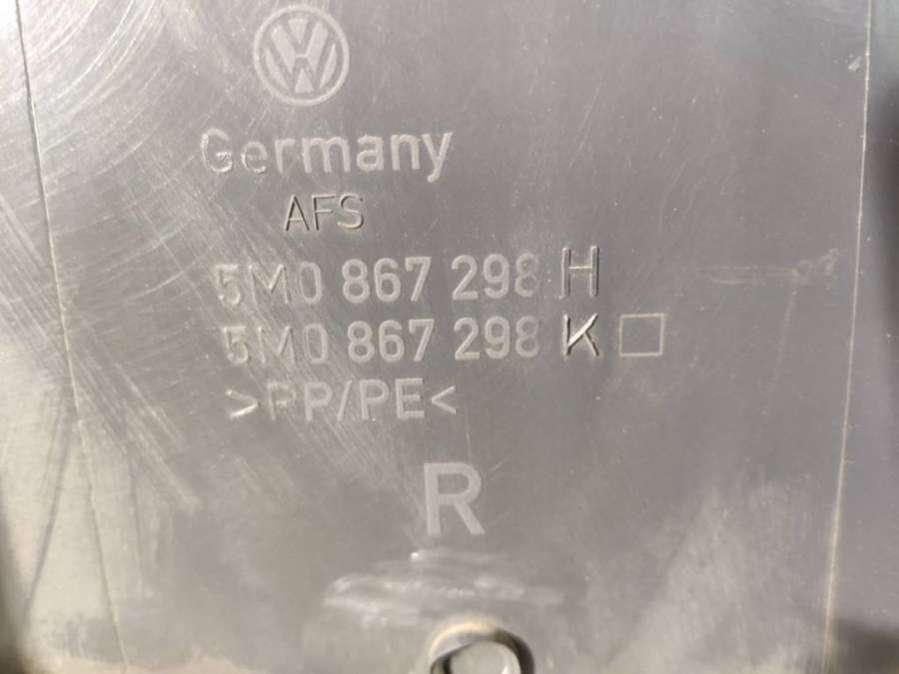 Germany
AFS
5M0 867 298 H
5M0 867 298 K
>PP/PE<
R